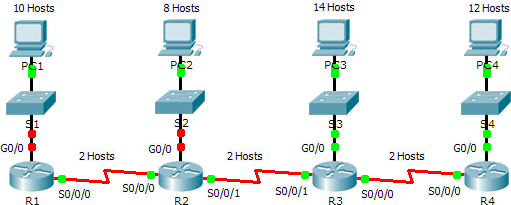 10 Hosts 8 Hosts 14 Hosts 12 Hosts
PC1 PC2 PC3 PC4
S1 S2 S3 S4
G0/0 G0/0 G0/0 G0/0
2 Hosts 2 Hosts 2 Hosts
S0/0/0 S0/0/0 S0/0/1 S0/0/1 S0/0/0 S0/0/0
R1 R2 R3 R4